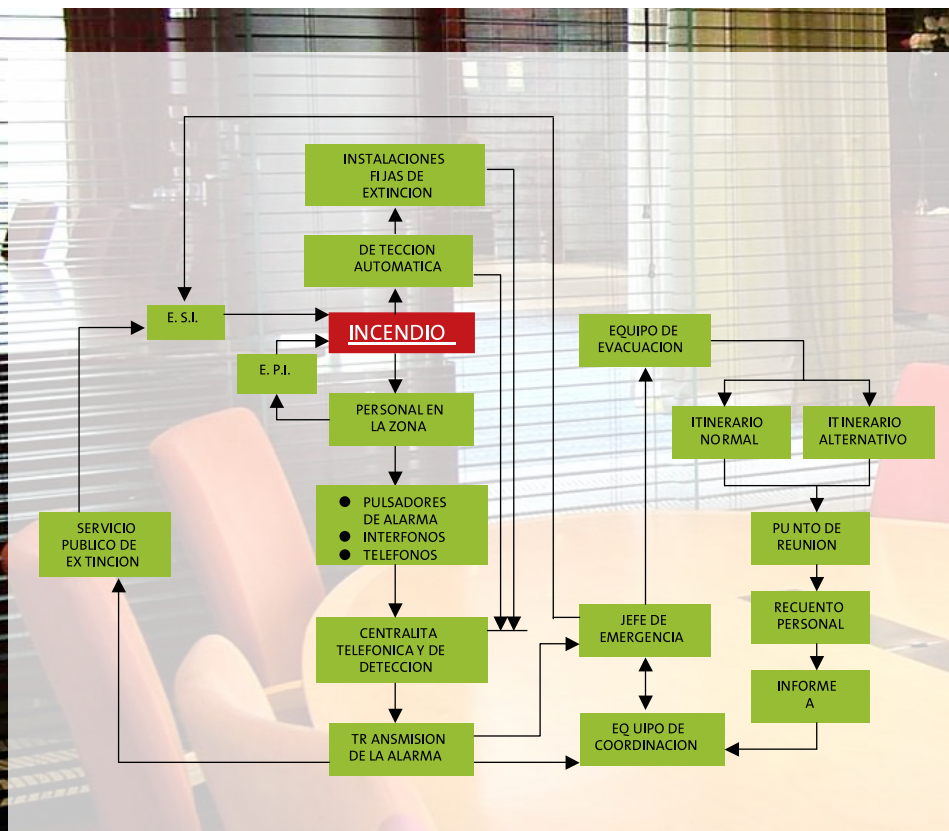 INSTALACIONES
FIJAS DE
EXTINCION
DE TECCION
AUTOMATICA
E. S.I.
INCENDIO
E. P.I.
PERSONAL EN
LA ZONA
● PULSADORES
DE ALARMA
● INTERFONOS
● TELEFONOS
SERVICIO
PUBLICO DE
EX TINCION
CENTRALITA
TELEFONICA Y DE
DETECCION
TR ANSMISION
DE LA ALARMA
EQUIPO DE
EVACUACION
ITINERARIO
NORMAL
IT INERARIO
ALTERNATIVO
PU NTO DE
REUNION
RECUENTO
PERSONAL
INFORME
A
JEFE DE
EMERGENCIA
EQ UIPO DE
COORDINACION